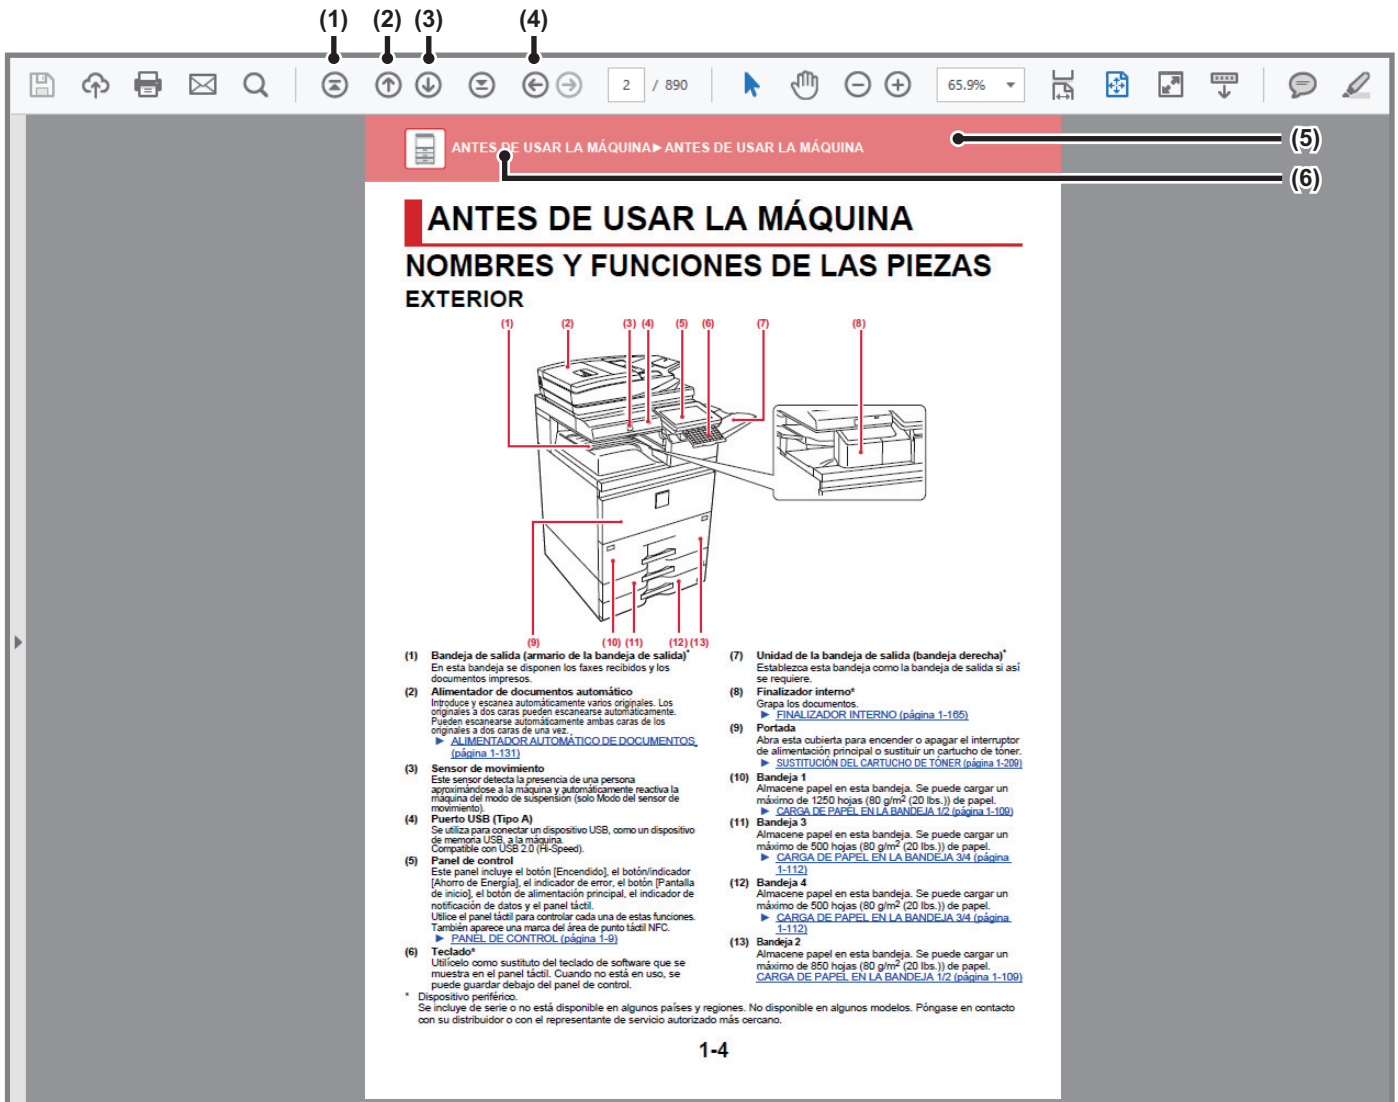 (1) (2) (3) (4)
2 / 890 65.9%
(5)
(6)
ANTES DE USAR LA MÁQUINA►ANTES DE USAR LA MÁQUINA
ANTES DE USAR LA MÁQUINA
NOMBRES Y FUNCIONES DE LAS PIEZAS
EXTERIOR
(1) (2) (3) (4) (5) (6) (7) (8)
(9) (10) (11) (12) (13)
(1) Bandeja de salida (armario de la bandeja de salida)*
En esta bandeja se disponen los faxes recibidos y los
documentos impresos.
(2) Alimentador de documentos automático
Introduce y escanea automáticamente varios originales. Los
originales a dos caras pueden escanearse automáticamente.
Pueden escanearse automáticamente ambas caras de los
originales a dos caras de una vez.
► ALIMENTADOR AUTOMÁTICO DE DOCUMENTOS
(página 1-131)
(3) Sensor de movimiento
Este sensor detecta la presencia de una persona
aproximándose a la máquina y automáticamente reactiva la
máquina del modo de suspensión (solo Modo del sensor de
movimiento).
(4) Puerto USB (Tipo A)
Se utiliza para conectar un dispositivo USB, como un dispositivo
de memoria USB, a la máquina.
Compatible con USB 2.0 (Hi-Speed).
(5) Panel de control
Este panel incluye el botón [Encendido], el botón/indicador
[Ahorro de Energía], el indicador de error, el botón [Pantalla
de inicio], el botón de alimentación principal, el indicador de
notificación de datos y el panel táctil.
Utilice el panel táctil para controlar cada una de estas funciones.
También aparece una marca del área de punto táctil NFC.
► PANEL DE CONTROL (página 1-9)
(6) Teclado*
Utilícelo como sustituto del teclado de software que se
muestra en el panel táctil. Cuando no está en uso, se
puede guardar debajo del panel de control.
(7) Unidad de la bandeja de salida (bandeja derecha)*
Establezca esta bandeja como la bandeja de salida si así
se requiere.
(8) Finalizador interno*
Grapa los documentos.
► FINALIZADOR INTERNO (página 1-165)
(9) Portada
Abra esta cubierta para encender o apagar el interruptor
de alimentación principal o sustituir un cartucho de tóner.
► SUSTITUCIÓN DEL CARTUCHO DE TÓNER (página 1-209)
(10) Bandeja 1
Almacene papel en esta bandeja. Se puede cargar un
máximo de 1250 hojas (80 g/m2 (20 lbs.)) de papel.
► CARGA DE PAPEL EN LA BANDEJA 1/2 (página 1-109)
(11) Bandeja 3
Almacene papel en esta bandeja. Se puede cargar un
máximo de 500 hojas (80 g/m2 (20 lbs.)) de papel.
► CARGA DE PAPEL EN LA BANDEJA 3/4 (página
1-112)
(12) Bandeja 4
Almacene papel en esta bandeja. Se puede cargar un
máximo de 500 hojas (80 g/m2 (20 lbs.)) de papel.
► CARGA DE PAPEL EN LA BANDEJA 3/4 (página
1-112)
(13) Bandeja 2
Almacene papel en esta bandeja. Se puede cargar un
máximo de 850 hojas (80 g/m2 (20 lbs.)) de papel.
CARGA DE PAPEL EN LA BANDEJA 1/2 (página 1-109)
* Dispositivo periférico.
Se incluye de serie o no está disponible en algunos países y regiones. No disponible en algunos modelos. Póngase en contacto
con su distribuidor o con el representante de servicio autorizado más cercano.
1-4